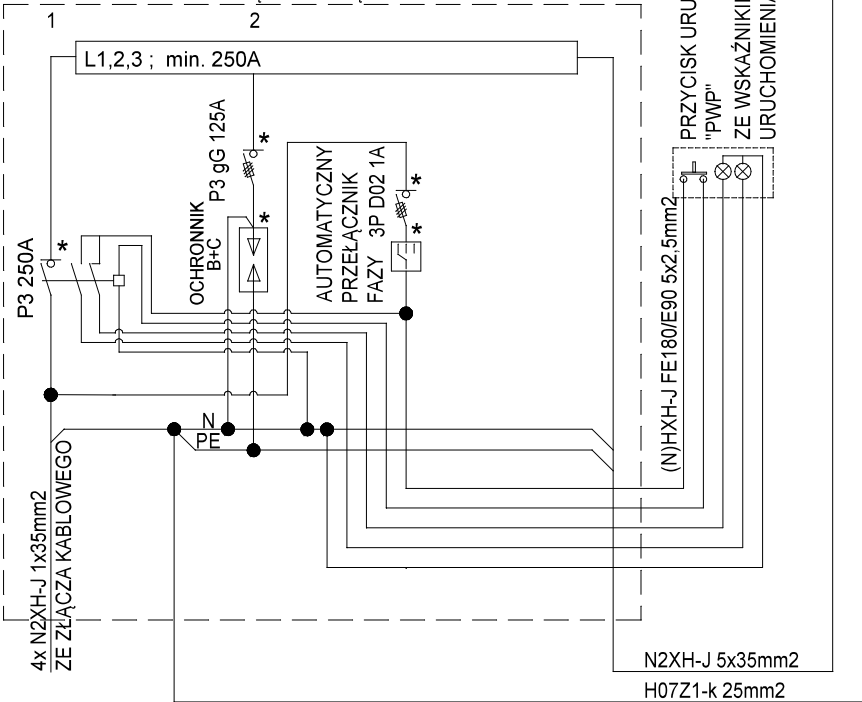 1
2
L1,2,3 ; min. 250A
P3 gG 125A
*
*
OCHRONNIK
B+C
AUTOMATYCZNY
PRZEŁĄCZNIK
FAZY 3P D02 1A
*
*
P3 250A
*
PRZYCISK
"PWP"
ZE
(N)HXH-J FE180/E90 5x2,5mm2
N
PE
4x N2XH-J 1x35mm2
ZE ZŁĄCZA KABLOWEGO
N2XH-J 5x35mm2
H07Z1-k 25mm2